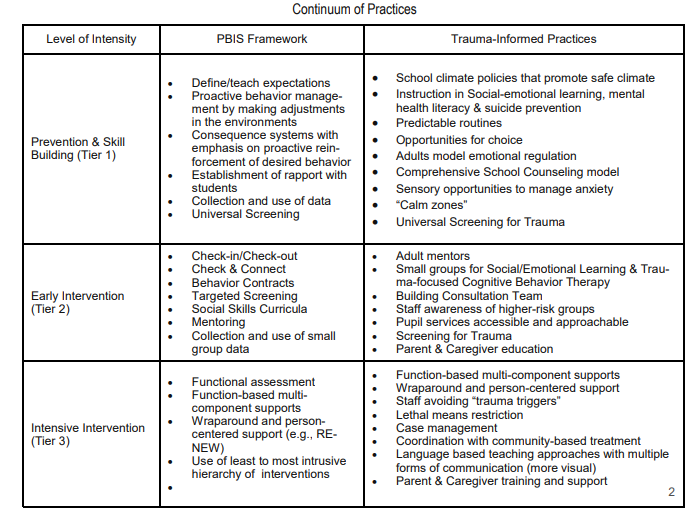 Continuum of Practices
Level of Intensity
PBIS Framework
Trauma-Informed Practices
Prevention & Skill
Building (Tier 1)
• Define/teach expectations
• Proactive behavior manage-
ment by making adjustments
in the environments
• Consequence systems with
emphasis on proactive rein-
forcement of desired behavior
• Establishment of rapport with
students
• Collection and use of data
• Universal Screening
• School climate policies that promote safe climate
• Instruction in Social-emotional learning, mental
health literacy & suicide prevention
• Predictable routines
• Opportunities for choice
• Adults model emotional regulation
• Comprehensive School Counseling model
• Sensory opportunities to manage anxiety
• “Calm zones”
• Universal Screening for Trauma
Early Intervention
(Tier 2)
• Check-in/Check-out
• Check & Connect
• Behavior Contracts
• Targeted Screening
• Social Skills Curricula
• Mentoring
• Collection and use of small
group data
• Adult mentors
• Small groups for Social/Emotional Learning & Trau-
ma-focused Cognitive Behavior Therapy
• Building Consultation Team
• Staff awareness of higher-risk groups
• Pupil services accessible and approachable
• Screening for Trauma
• Parent & Caregiver education
Intensive Intervention
(Tier 3)
• Functional assessment
• Function-based multi-
component supports
• Wraparound and person-
centered support (e.g., RE-
NEW)
• Use of least to most intrusive
hierarchy of interventions
•
• Function-based multi-component supports
• Wraparound and person-centered support
• Staff avoiding “trauma triggers”
• Lethal means restriction
• Case management
• Coordination with community-based treatment
• Language based teaching approaches with multiple
forms of communication (more visual)
• Parent & Caregiver training and support
2